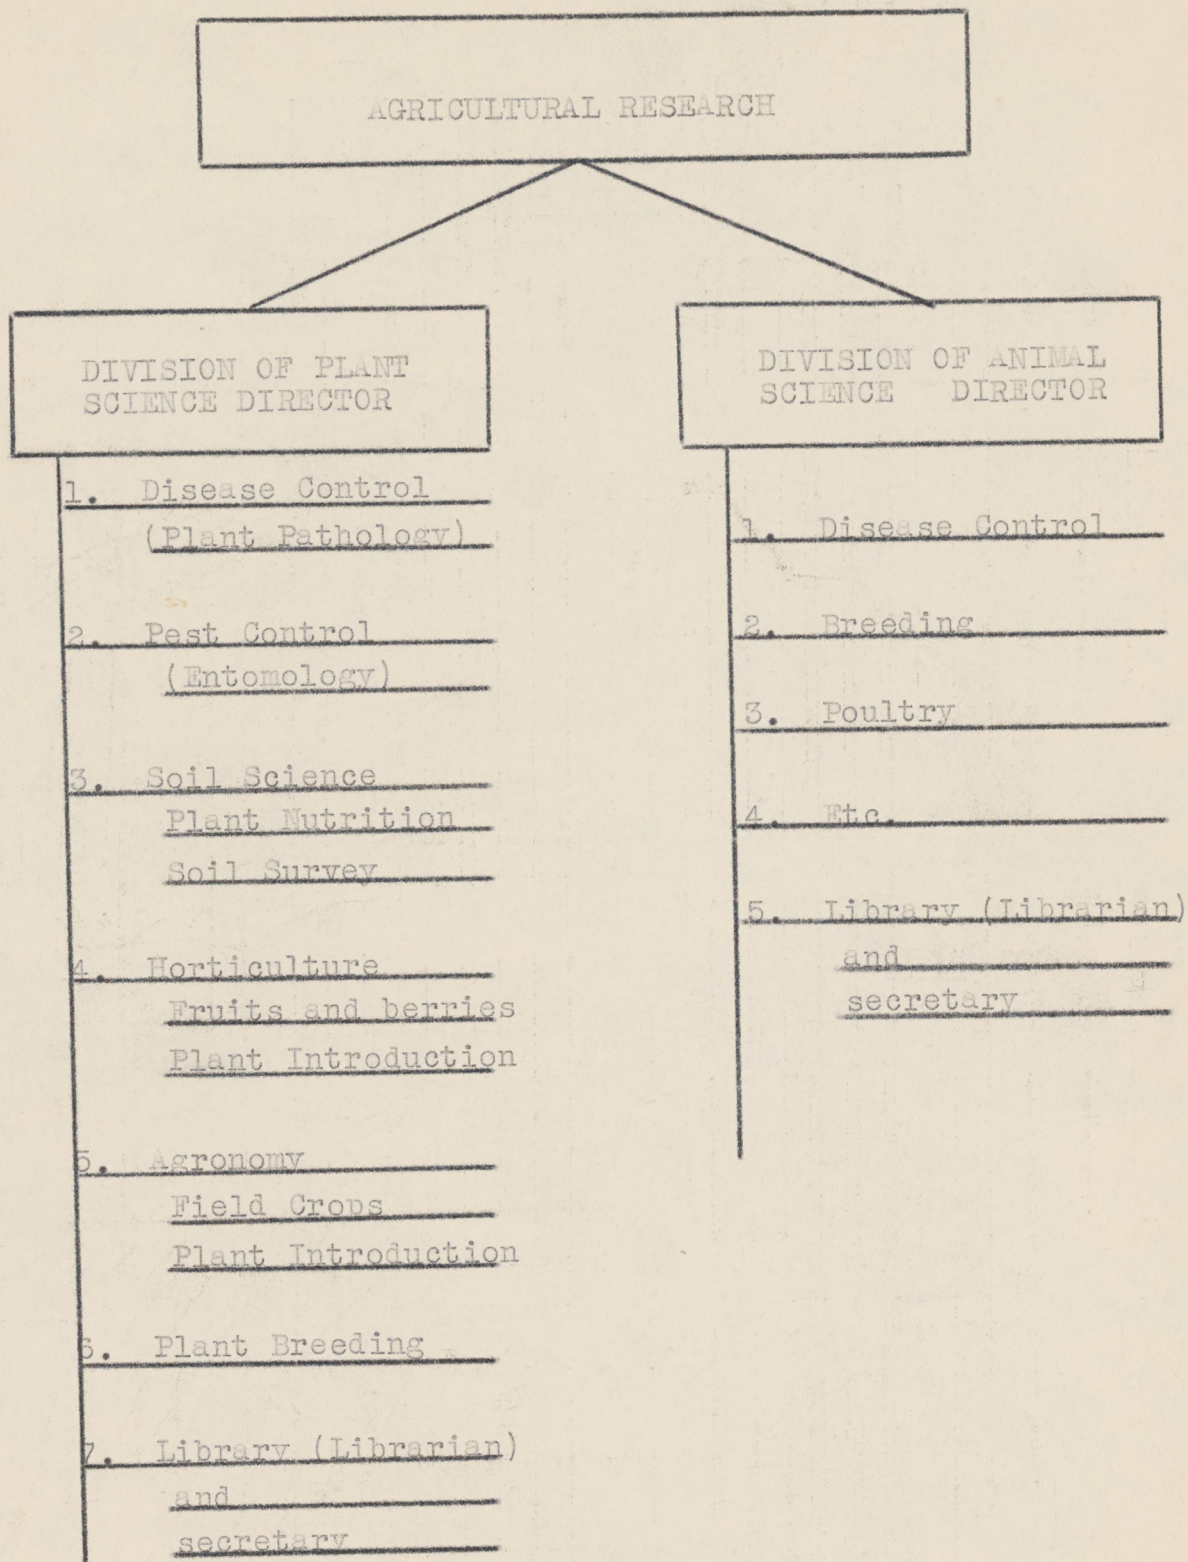 AGRICULTURAL RESEARCH
DIVISION OF PLANT
SCIENCE DIRECTOR
1. Disease Control
(Plant Pathology)
2. Pest Control
(Entomology)
3. Soil Science
Plant Nutrition
Soil Survey
4. Horticulture
Fruits and berries
Plant Introduction
5. Agronomy
Field Crops
Plant Introduction
6. Plant Breeding
7. Library (Librarian)
and
secretary
DIVISION OF ANIMAL
SCIENCE DIRECTOR
1. Disease Control
2. Breeding
3. Poultry
4. Etc.
5. Library (Librarian)
and
secretary